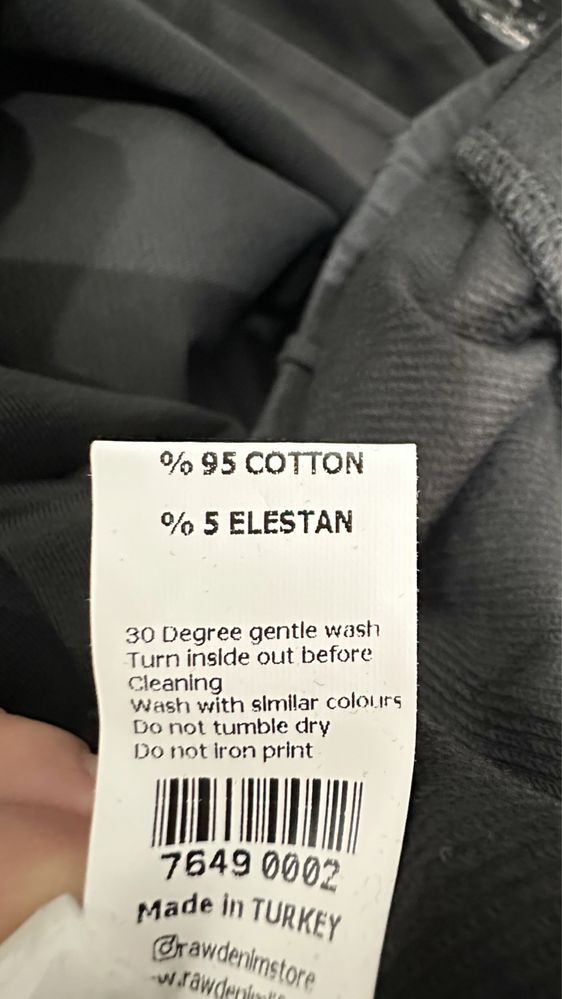 % 95 COTTON
% 5 ELESTAN
30 Degree gentle wash
Turn inside out before
Cleaning
Wash with similar colours
Do not tumble dry
Do not iron print
7649 0002
Made in TURKEY
@rawdenimstore